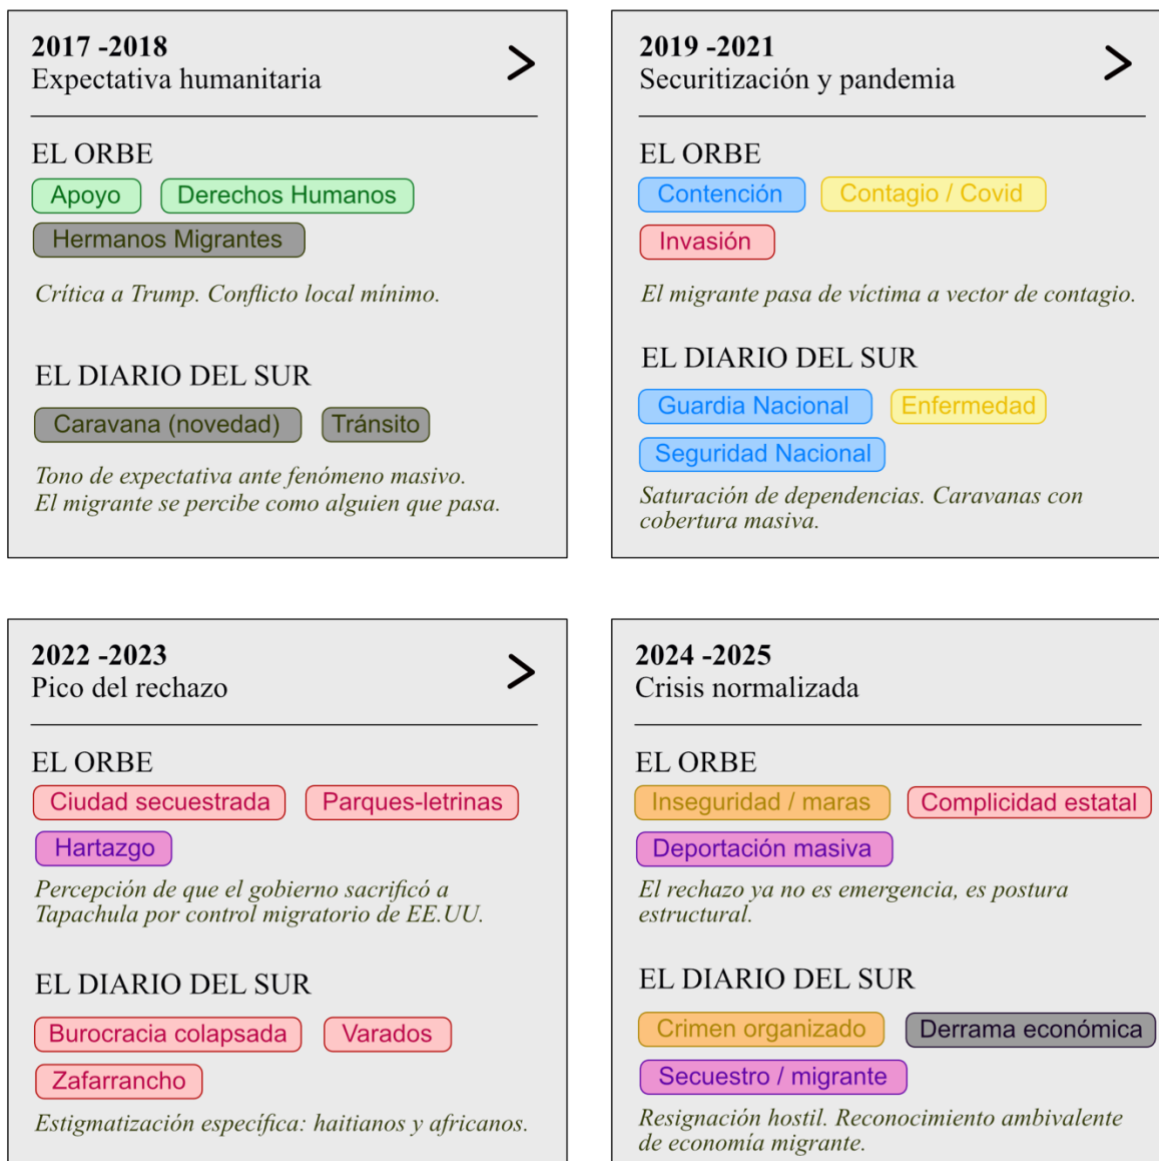 2017 -2018
Expectativa humanitaria
>
EL ORBE
Apoyo Derechos Humanos
Hermanos Migrantes
Crítica a Trump. Conflicto local mínimo.
EL DIARIO DEL SUR
Caravana (novedad) Tránsito
Tono de expectativa ante fenómeno masivo.
El migrante se percibe como alguien que pasa.
2019 -2021
Securitización y pandemia
>
EL ORBE
Contención Contagio / Covid
Invasión
El migrante pasa de víctima a vector de contagio.
EL DIARIO DEL SUR
Guardia Nacional Enfermedad
Seguridad Nacional
Saturación de dependencias. Caravanas con
cobertura masiva.
2022 -2023
Pico del rechazo
>
EL ORBE
Ciudad secuestrada Parques-letrinas
Hartazgo
Percepción de que el gobierno sacrificó a
Tapachula por control migratorio de EE.UU.
EL DIARIO DEL SUR
Burocracia colapsada Varados
Zafarrancho
Estigmatización específica: haitianos y africanos.
2024 -2025
Crisis normalizada
EL ORBE
Inseguridad / maras Complicidad estatal
Deportación masiva
El rechazo ya no es emergencia, es postura
estructural.
EL DIARIO DEL SUR
Crimen organizado Derrama económica
Secuestro / migrante
Resignación hostil. Reconocimiento ambivalente
de economía migrante.